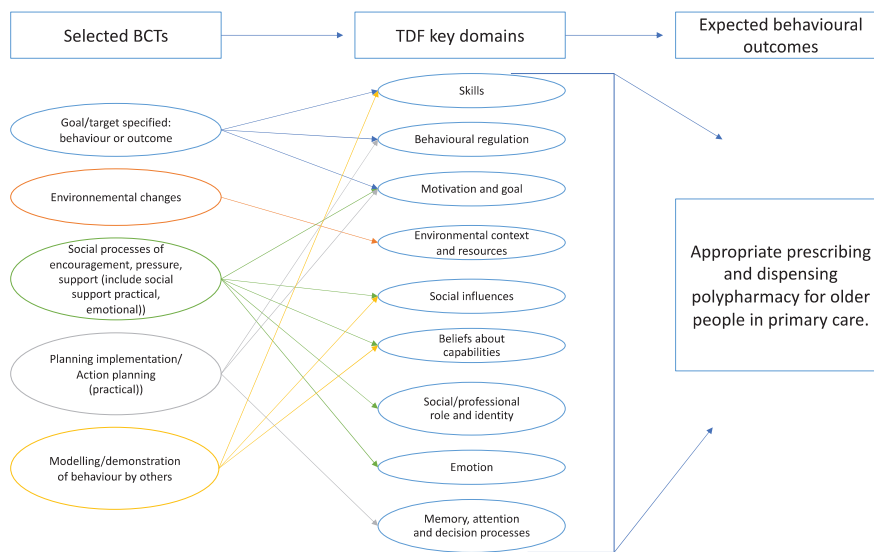 Selected BCTs
TDF key domains
Expected behavioural
outcomes
Goal/target specified:
behaviour or outcome
Environnemental changes
Social processes of
encouragement, pressure,
support (include social
support practical,
emotional))
Planning implementation/
Action planning
(practical))
Modelling/demonstration
of behaviour by others
Skills
Behavioural regulation
Motivation and goal
Environmental context
and resources
Social influences
Beliefs about
capabilities
Social/professional
role and identity
Emotion
Memory, attention
and decision processes
Appropriate prescribing
and dispensing
polypharmacy for older
people in primary care.